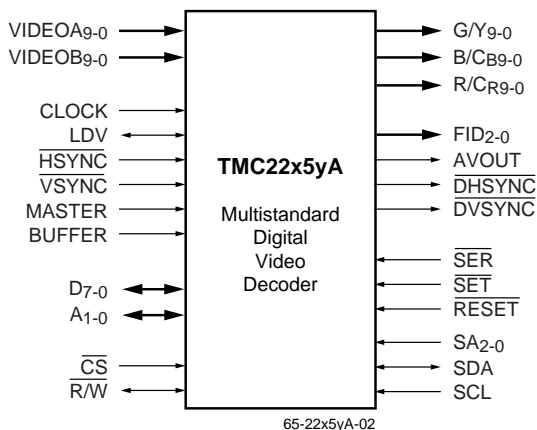 VIDEOA9-0
VIDEOB9-0
CLOCK
LDV
HSYNC
VSYNC
MASTER
BUFFER
D7-0
A1-0
CS
R/W
TMC22x5yA
Multistandard
Digital
Video
Decoder
G/Y9-0
B/CB9-0
R/CR9-0
FID2-0
AVOUT
DHSYNC
DVSYNC
SER
SET
RESET
SA2-0
SDA
SCL
65-22x5yA-02